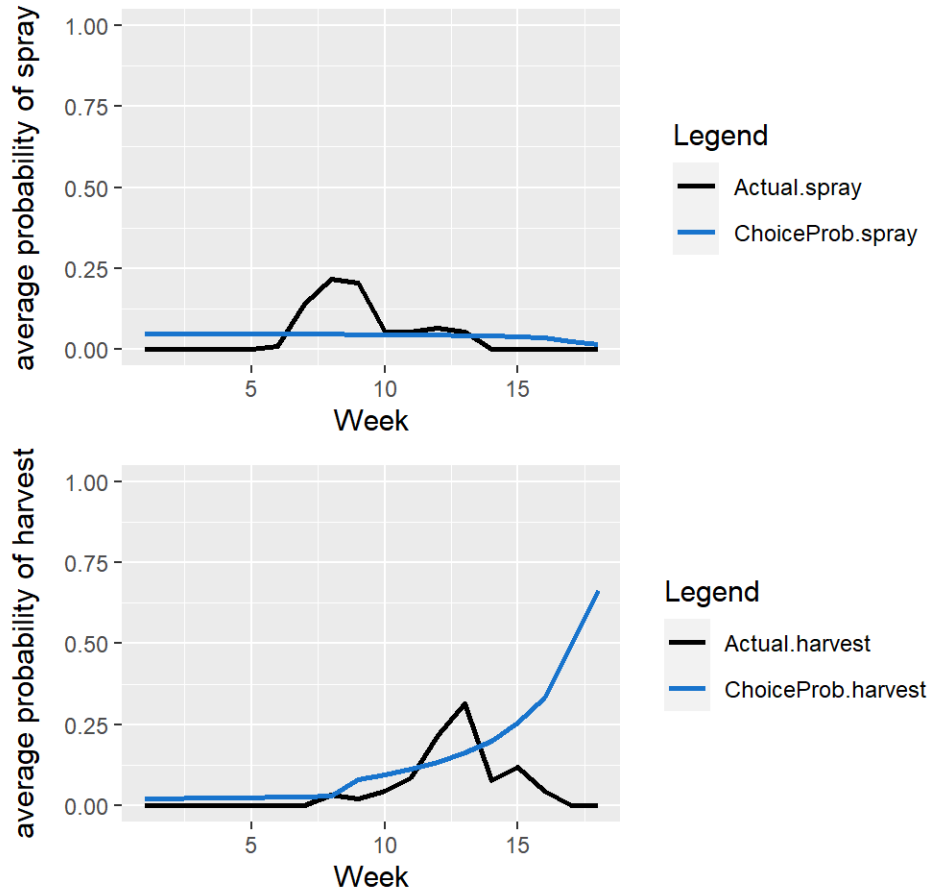 average probability of spray
1.00
0.75
0.50
0.25
0.00
5 10 15
Week
Legend
Actual.spray
ChoiceProb.spray
average probability of harvest
1.00
0.75
0.50
0.25
0.00
5 10 15
Week
Legend
Actual.harvest
ChoiceProb.harvest